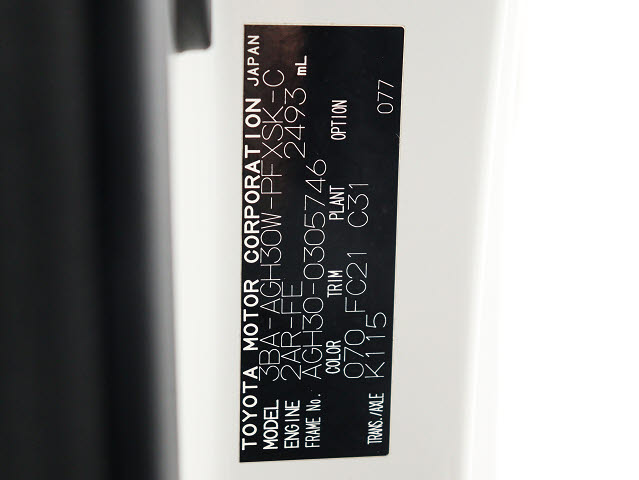 TOYOTA MOTOR CORPORATION JAPAN
MODEL 3BA-AGH30W-PFXSK-C
ENGINE 2AR-FE 2493 mL
FRAME No. AGH30-0305746
COLOR TRIM PLANT OPTION
070 FC21 C31
TRANS./AXLE K115 077